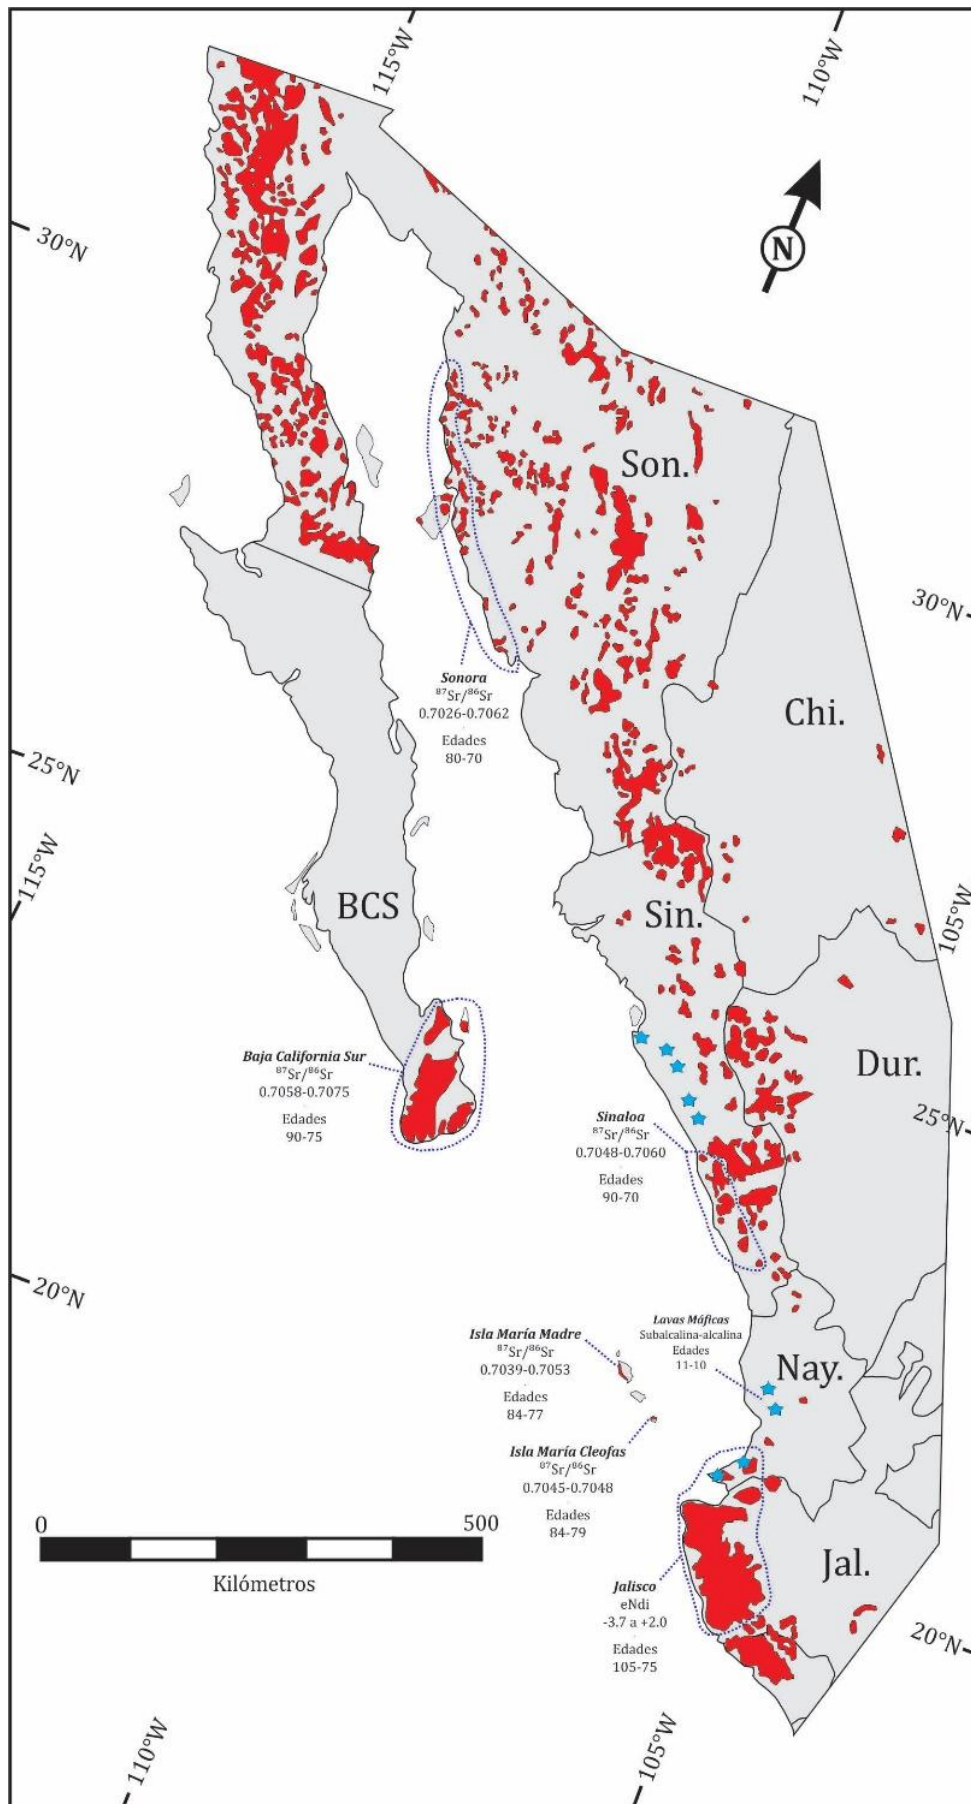 115°W
110°W
30°N
N
Son.
30°N
Chi.
Sonora
⁸⁷Sr/⁸⁶Sr
0.7026-0.7062
Edades
80-70
25°N
115°W
BCS
Sin.
105°W
Baja California Sur
⁸⁷Sr/⁸⁶Sr
0.7058-0.7075
Edades
90-75
Dur.
25°N
Sinaloa
⁸⁷Sr/⁸⁶Sr
0.7048-0.7060
Edades
90-70
20°N
Isla María Madre
⁸⁷Sr/⁸⁶Sr
0.7039-0.7053
Edades
84-77
Lavas Máficas
Subalcalina-alcalina
Edades
11-10
Nay.
Isla María Cleofas
⁸⁷Sr/⁸⁶Sr
0.7045-0.7048
Edades
84-79
0 500
Kilómetros
Jal.
Jalisco
eNdi
-3.7 a +2.0
Edades
105-75
20°N
110°W
105°W